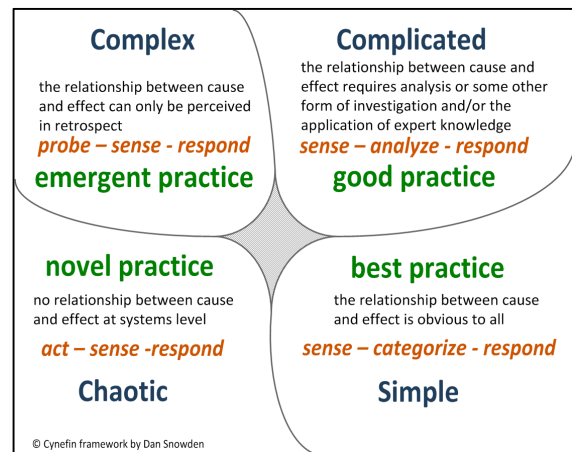 Complex
the relationship between cause
and effect can only be perceived
in retrospect
probe – sense - respond
emergent practice
Complicated
the relationship between cause and
effect requires analysis or some other
form of investigation and/or the
application of expert knowledge
sense – analyze - respond
good practice
novel practice
no relationship between cause
and effect at systems level
act – sense -respond
Chaotic
best practice
the relationship between cause
and effect is obvious to all
sense – categorize - respond
Simple
© Cynefin framework by Dan Snowden